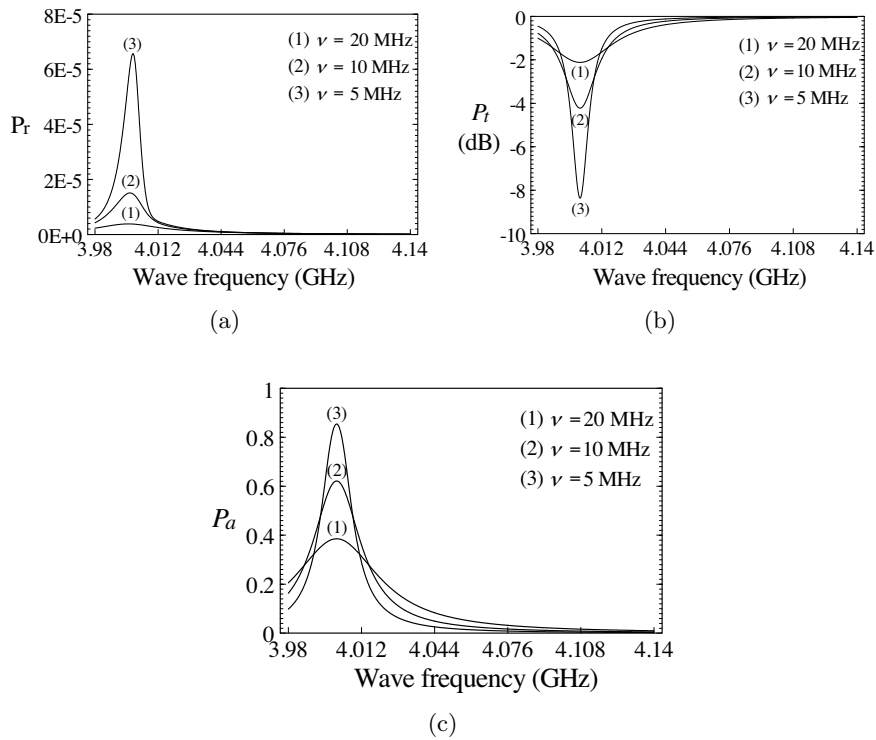 8E-5
6E-5
4E-5
2E-5
0E+0
P_r
(1) ν = 20 MHz
(2) ν = 10 MHz
(3) ν = 5 MHz
(3)
(2)
(1)
3.98 4.012 4.044 4.076 4.108 4.14
Wave frequency (GHz)
(a)
0
-2
-4
-6
-8
-10
P_t
(dB)
(1) ν = 20 MHz
(2) ν = 10 MHz
(3) ν = 5 MHz
(1)
(2)
(3)
3.98 4.012 4.044 4.076 4.108 4.14
Wave frequency (GHz)
(b)
1
0.8
0.6
0.4
0.2
0
P_a
(1) ν = 20 MHz
(2) ν = 10 MHz
(3) ν = 5 MHz
(3)
(2)
(1)
3.98 4.012 4.044 4.076 4.108 4.14
Wave frequency (GHz)
(c)